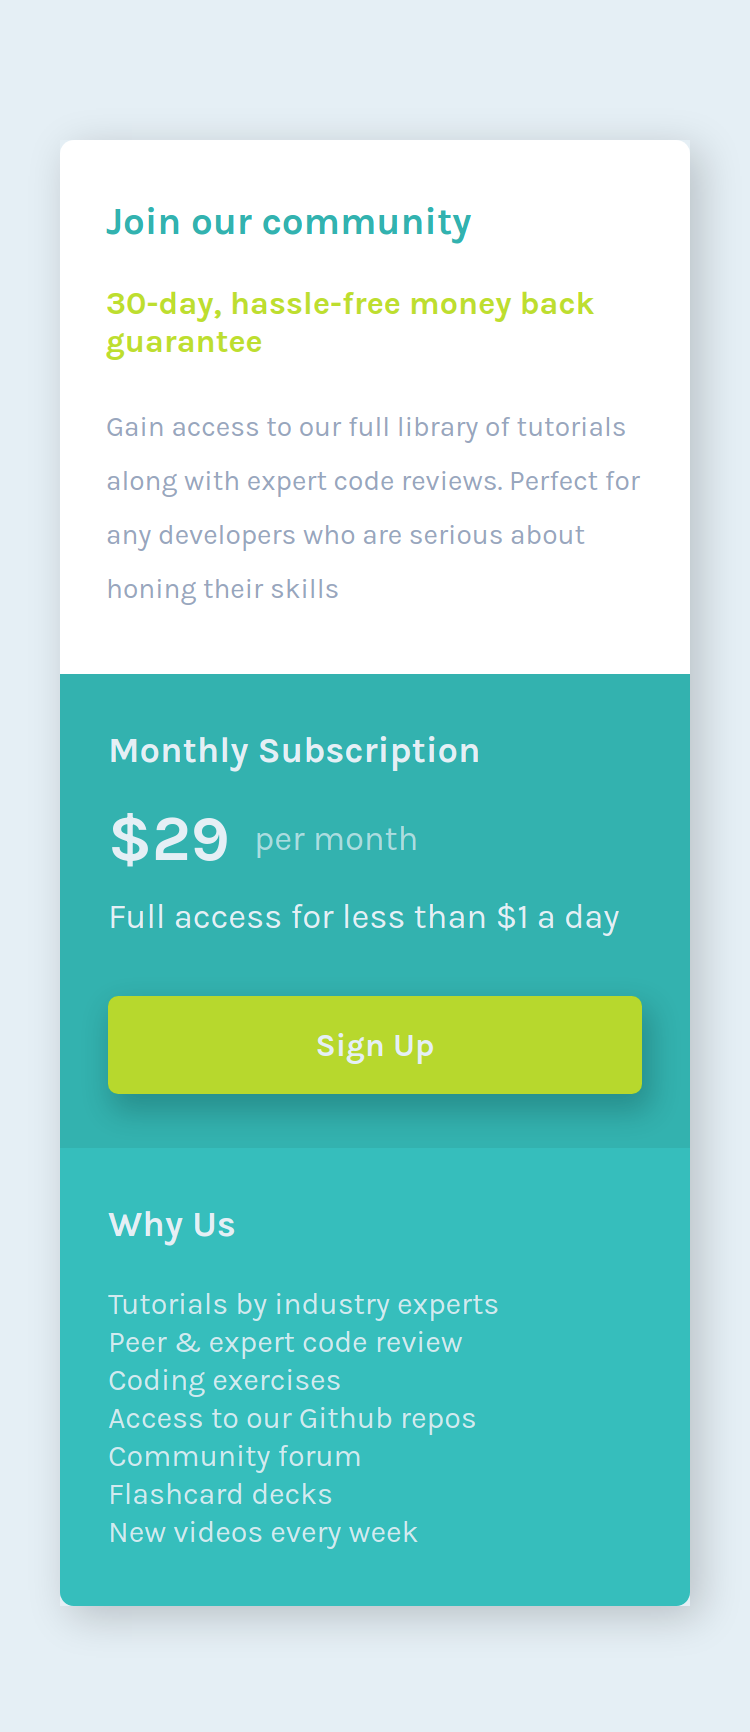 Join our community
30-day, hassle-free money back
guarantee
Gain access to our full library of tutorials
along with expert code reviews. Perfect for
any developers who are serious about
honing their skills
Monthly Subscription
$29 per month
Full access for less than $1 a day
Sign Up
Why Us
Tutorials by industry experts
Peer & expert code review
Coding exercises
Access to our Github repos
Community forum
Flashcard decks
New videos every week